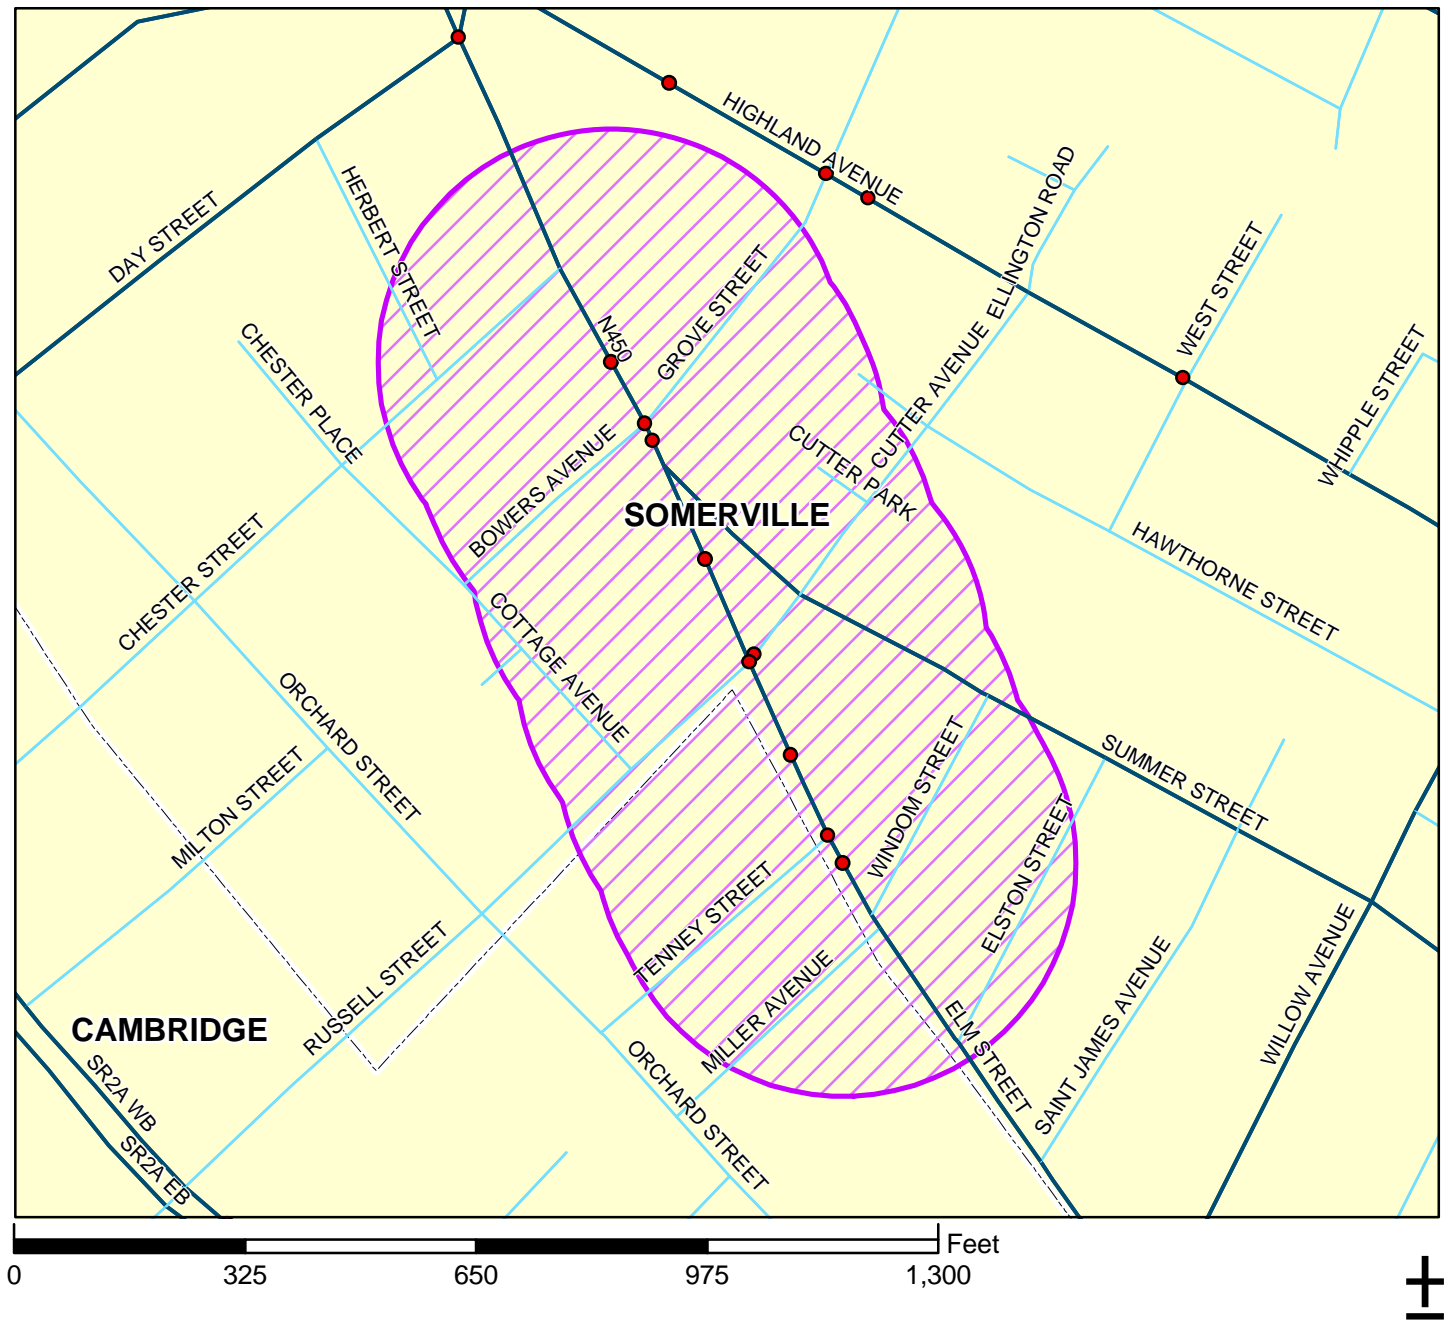 HIGHLAND AVENUE
DAY STREET
HERBERT STREET
ELLINGTON ROAD
WEST STREET
GROVE STREET
N450
CHESTER PLACE
CUTTER AVENUE
WHIPPLE STREET
BOWERS AVENUE
CUTTER PARK
SOMERVILLE
CHESTER STREET
HAWTHORNE STREET
COTTAGE AVENUE
ORCHARD STREET
MILTON STREET
WINDOM STREET
SUMMER STREET
ELSTON STREET
TENNEY STREET
RUSSELL STREET
MILLER AVENUE
WILLOW AVENUE
SAINT JAMES AVENUE
CAMBRIDGE
ELM STREET
SR2A WB
ORCHARD STREET
SR2A EB
Feet
0 325 650 975 1,300